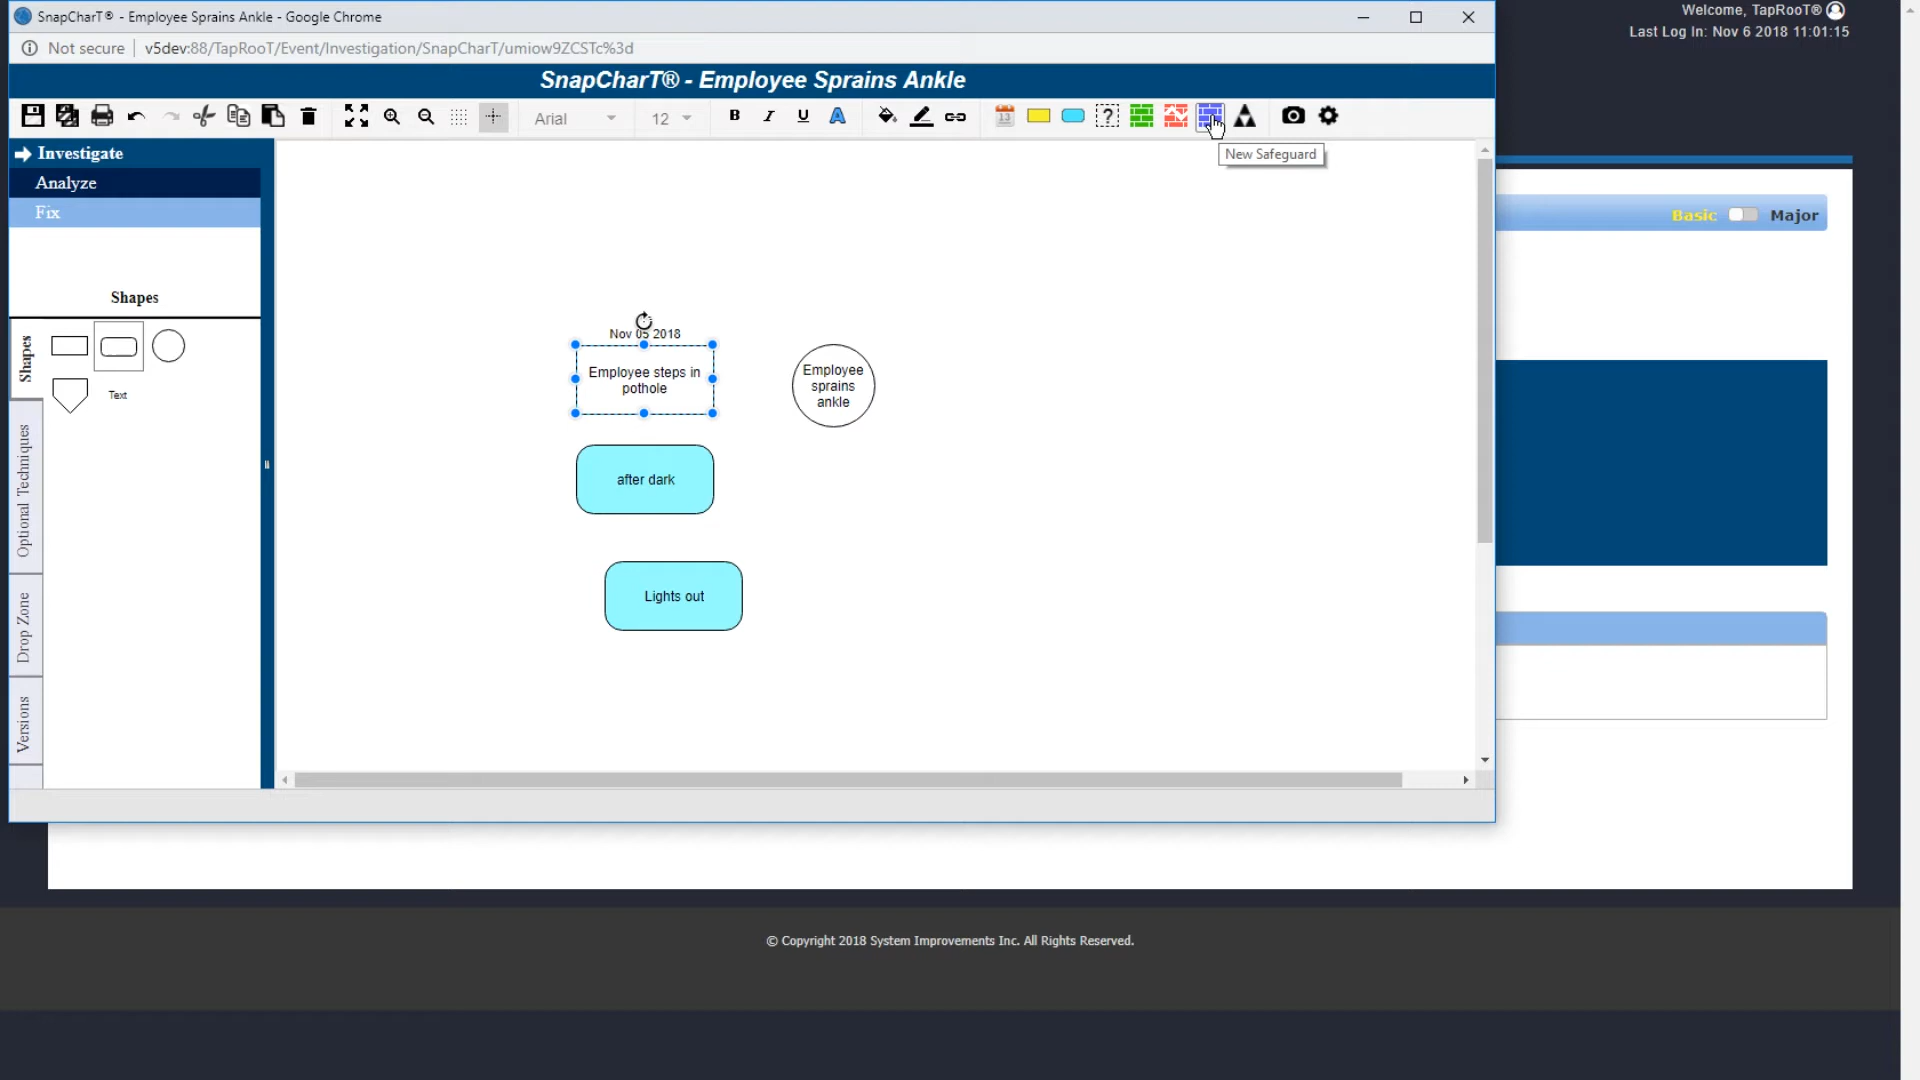 SnapCharT® - Employee Sprains Ankle - Google Chrome
Welcome, TapRooT®
Last Log In: Nov 6 2018 11:01:15
Not secure
v5dev:88/TapRooT/Event/Investigation/SnapCharT/umiow9ZCSTc%3d
SnapCharT® - Employee Sprains Ankle
Arial
12
B
I
U
A
13
?
New Safeguard
Investigate
Analyze
Fix
Basic
Major
Shapes
Shapes
Text
Optional Techniques
Drop Zone
Versions
Nov 05 2018
Employee steps in
pothole
Employee
sprains
ankle
after dark
Lights out
© Copyright 2018 System Improvements Inc. All Rights Reserved.